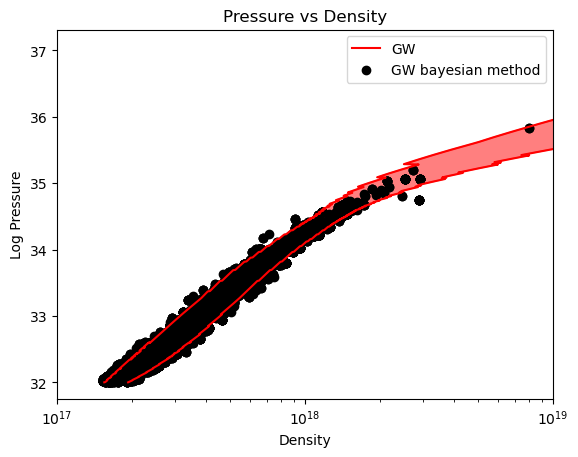 Pressure vs Density
GW
GW bayesian method
Log Pressure
37
36
35
34
33
32
10^17
10^18
10^19
Density